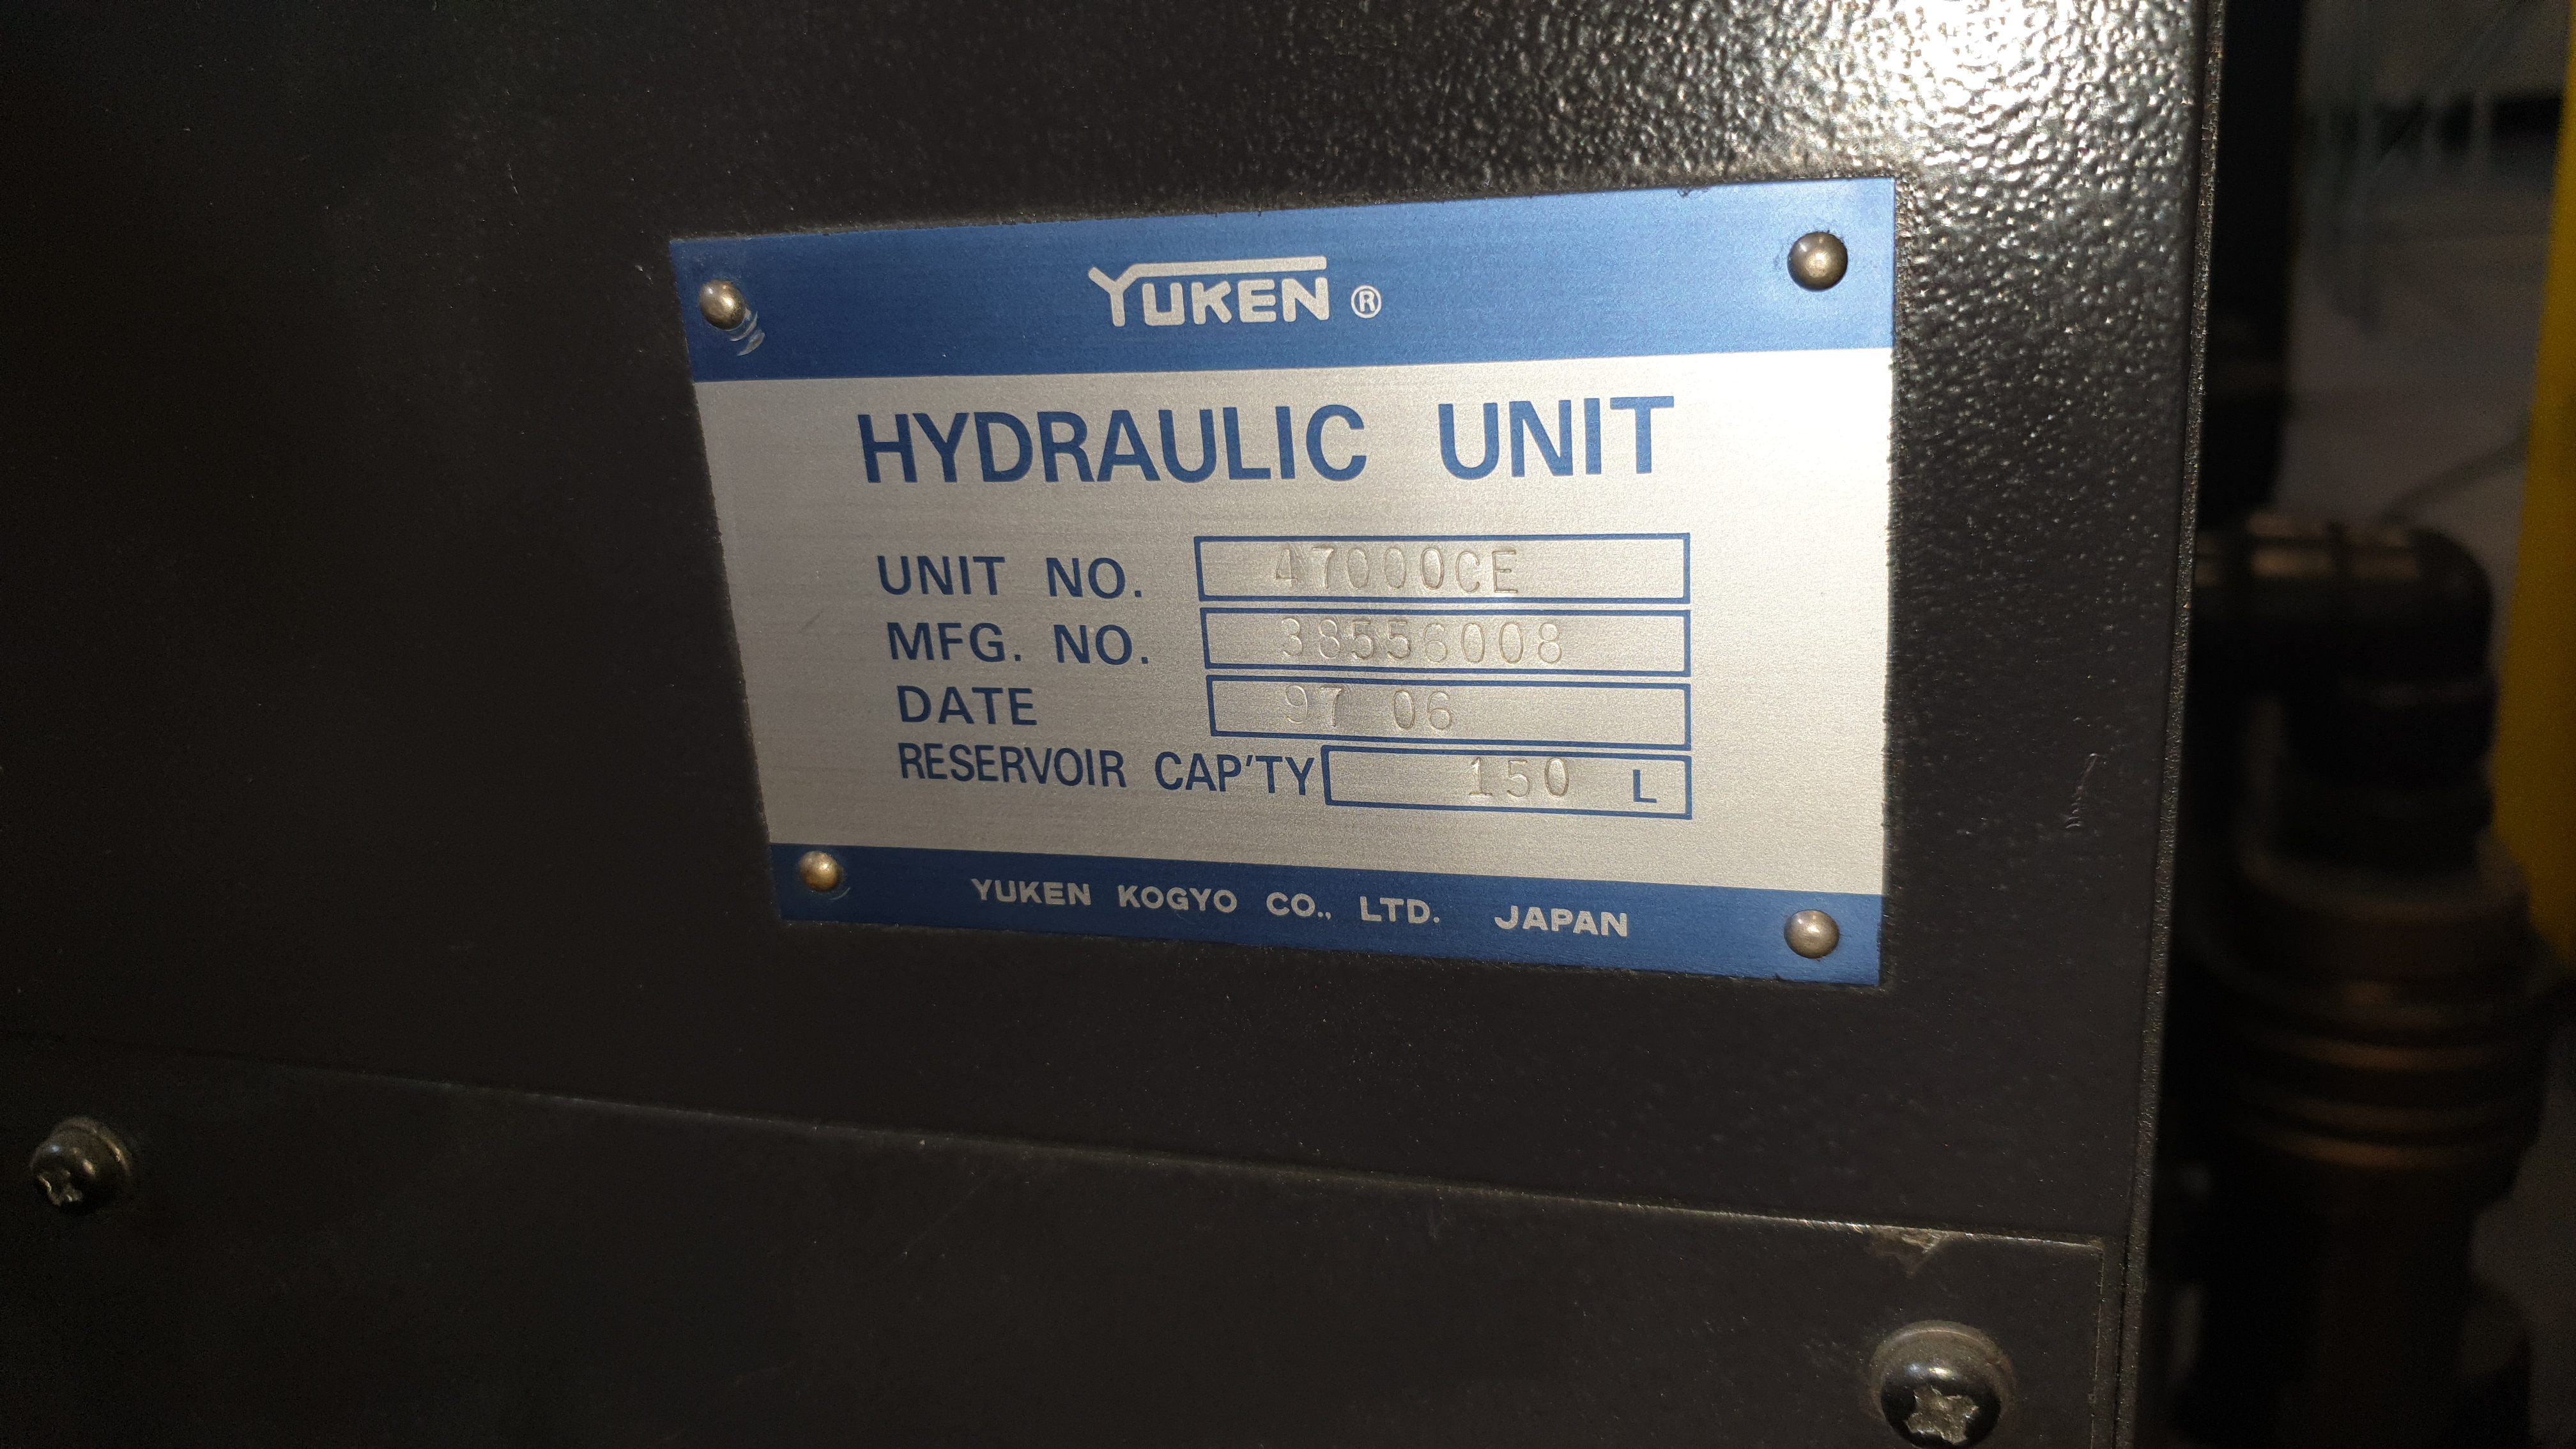 YUKEN ®
HYDRAULIC UNIT
UNIT NO. 47000CE
MFG. NO. 38556008
DATE 97 06
RESERVOIR CAP'TY 150 L
YUKEN KOGYO CO., LTD. JAPAN